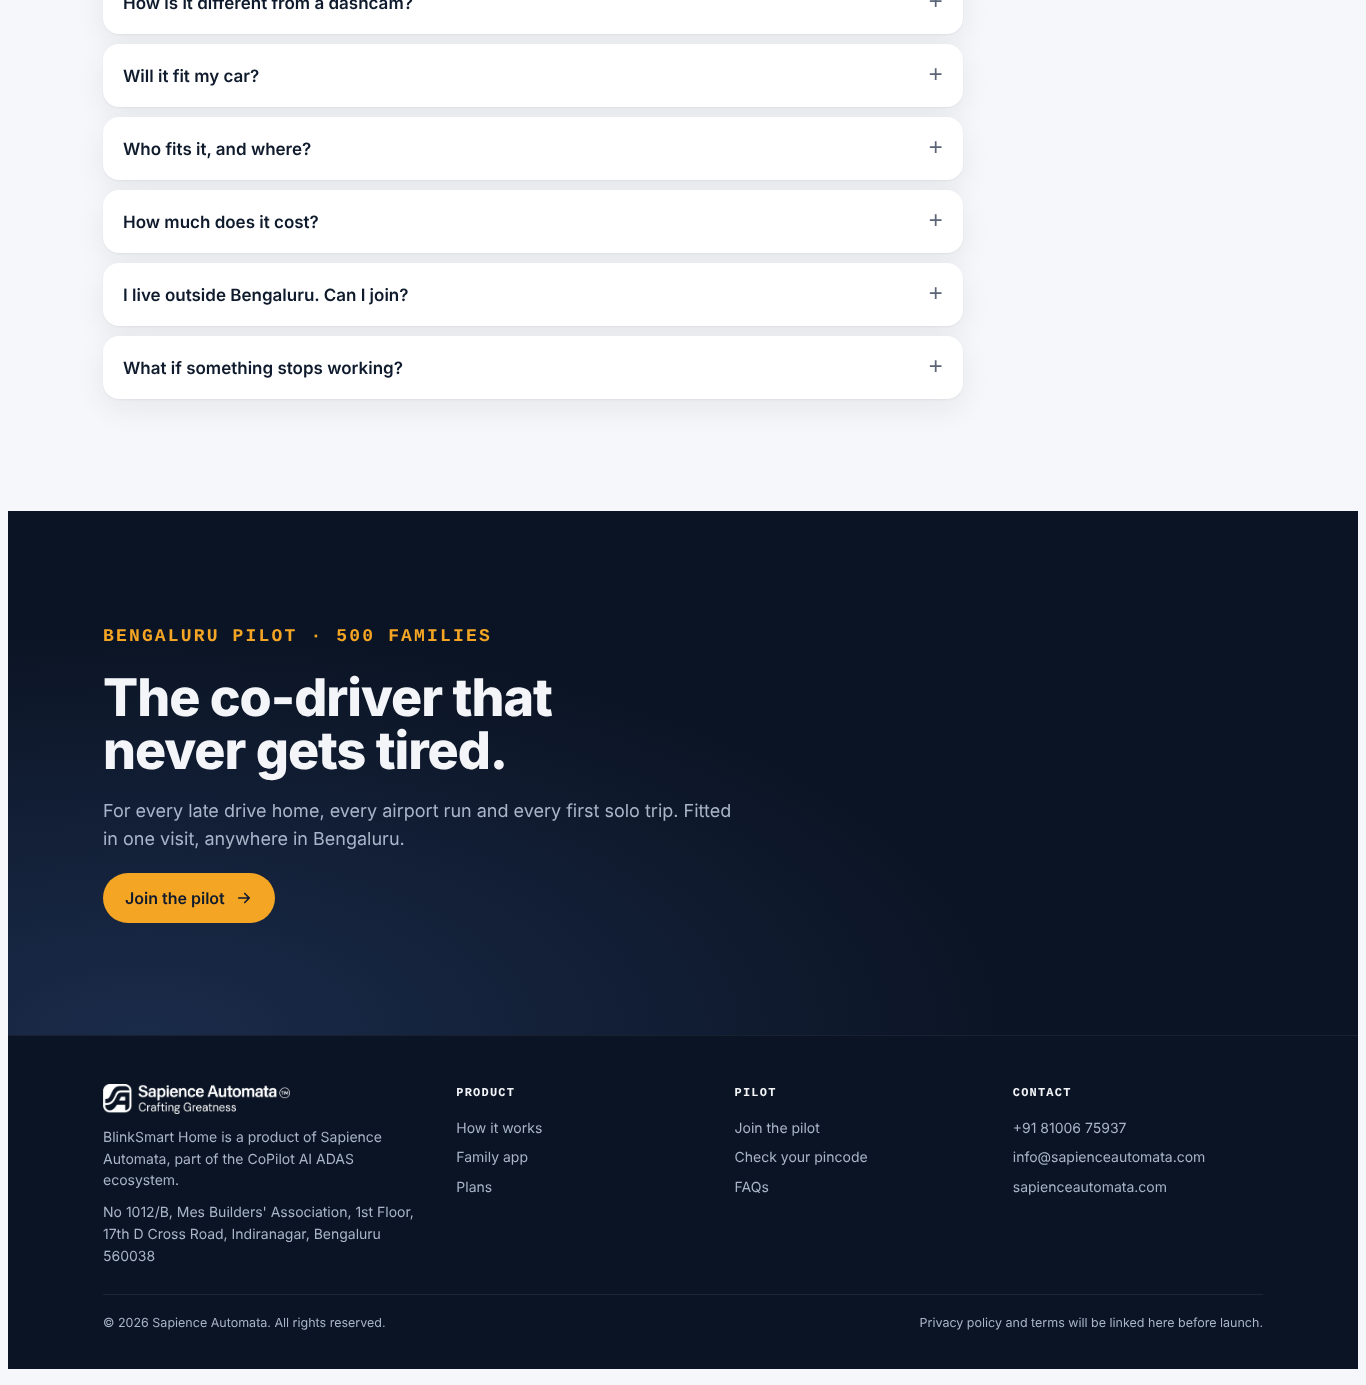 How is it different from a dashcam?
Will it fit my car?
Who fits it, and where?
How much does it cost?
I live outside Bengaluru. Can I join?
What if something stops working?
BENGALURU PILOT · 500 FAMILIES
The co-driver that
never gets tired.
For every late drive home, every airport run and every first solo trip. Fitted
in one visit, anywhere in Bengaluru.
Join the pilot →
Sapience Automata TM
Crafting Greatness
BlinkSmart Home is a product of Sapience
Automata, part of the CoPilot AI ADAS
ecosystem.
No 1012/B, Mes Builders' Association, 1st Floor,
17th D Cross Road, Indiranagar, Bengaluru
560038
PRODUCT
How it works
Family app
Plans
PILOT
Join the pilot
Check your pincode
FAQs
CONTACT
+91 81006 75937
info@sapienceautomata.com
sapienceautomata.com
© 2026 Sapience Automata. All rights reserved.
Privacy policy and terms will be linked here before launch.